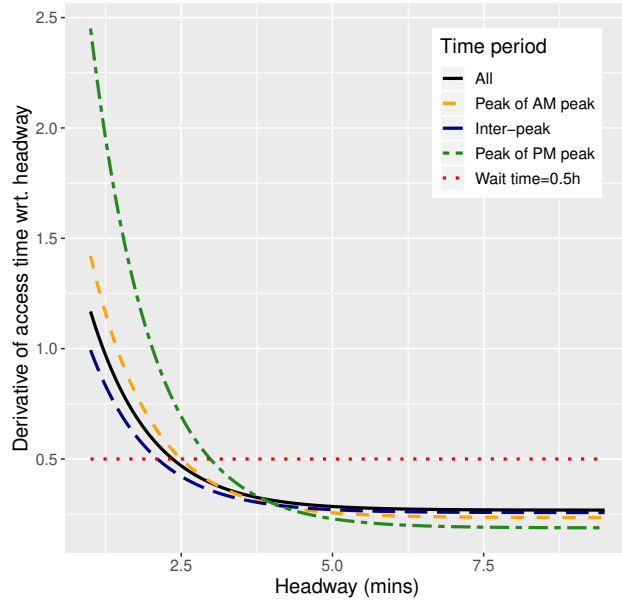 2.5
2.0
1.5
1.0
0.5
Derivative of access time wrt. headway
Time period
All
Peak of AM peak
Inter-peak
Peak of PM peak
Wait time=0.5h
2.5
5.0
7.5
Headway (mins)